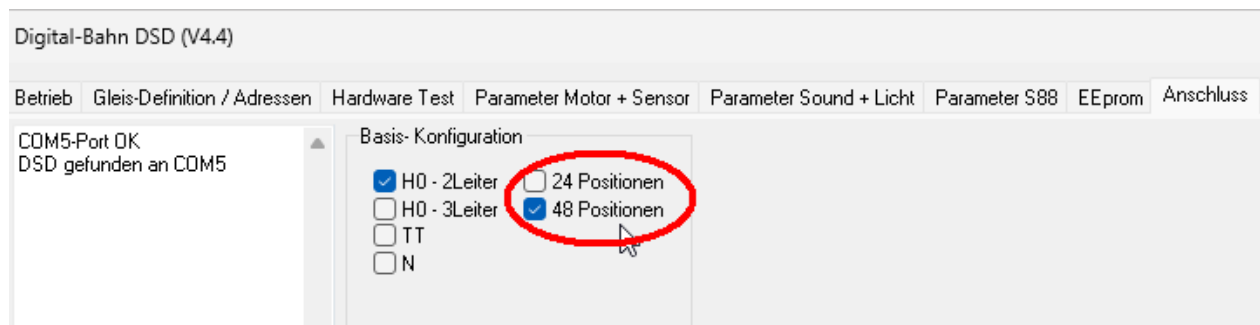 Digital-Bahn DSD (V4.4)
Betrieb Gleis-Definition / Adressen Hardware Test Parameter Motor + Sensor Parameter Sound + Licht Parameter S88 EEprom Anschluss
COM5-Port OK
DSD gefunden an COM5
Basis- Konfiguration
H0 - 2Leiter 24 Positionen
H0 - 3Leiter 48 Positionen
TT
N